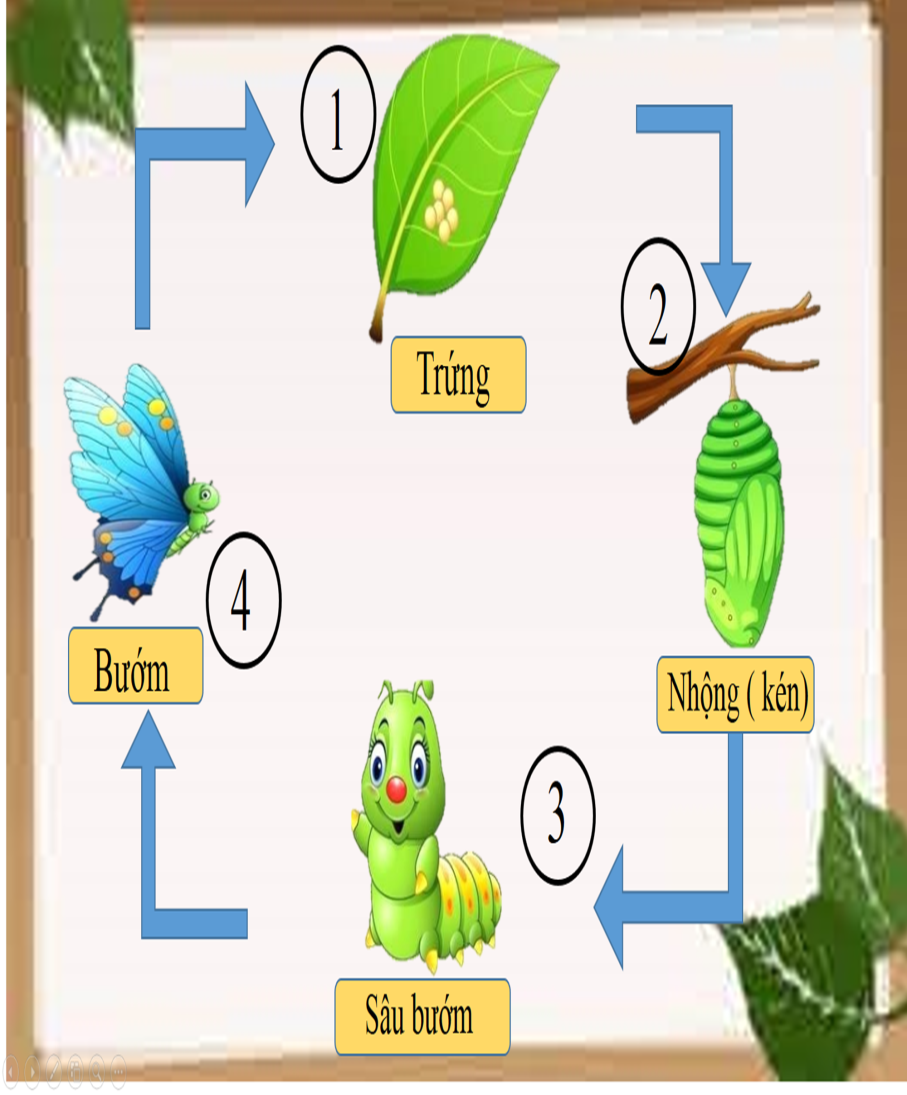 1
Trứng
2
Nhộng ( kén)
3
Sâu bướm
4
Bướm